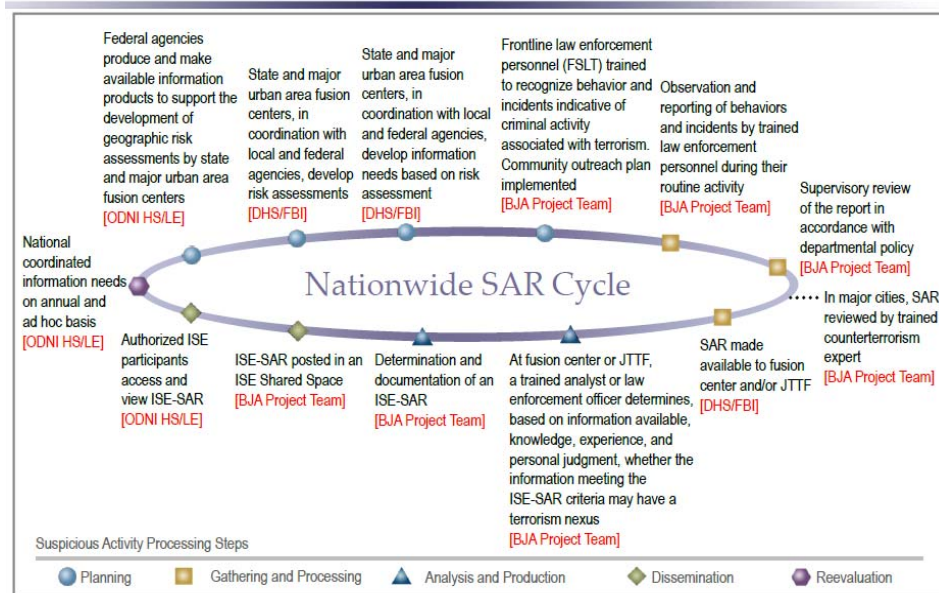 Federal agencies
produce and make
available information
products to support the
development of
geographic risk
assessments by state
and major urban area
fusion centers
[ODNI HS/LE]
State and major
urban area fusion
centers, in
coordination with
local and federal
agencies, develop
risk assessments
[DHS/FBI]
State and major
urban area fusion
centers, in
coordination with local
and federal agencies,
develop information
needs based on risk
assessment
[DHS/FBI]
Frontline law enforcement
personnel (FSLT) trained
to recognize behavior and
incidents indicative of
criminal activity
associated with terrorism.
Community outreach plan
implemented
[BJA Project Team]
Observation and
reporting of behaviors
and incidents by trained
law enforcement
personnel during their
routine activity
[BJA Project Team]
Supervisory review
of the report in
accordance with
departmental policy
[BJA Project Team]
In major cities, SAR
reviewed by trained
counterterrorism
expert
[BJA Project Team]
National
coordinated
information needs
on annual and
ad hoc basis
[ODNI HS/LE]
Nationwide SAR Cycle
Authorized ISE
participants
access and
view ISE-SAR
[ODNI HS/LE]
ISE-SAR posted in an
ISE Shared Space
[BJA Project Team]
Determination and
documentation of an
ISE-SAR
[BJA Project Team]
At fusion center or JTTF,
a trained analyst or law
enforcement officer determines,
based on information available,
knowledge, experience, and
personal judgment, whether the
information meeting the
ISE-SAR criteria may have a
terrorism nexus
[BJA Project Team]
SAR made
available to fusion
center and/or JTTF
[DHS/FBI]
Suspicious Activity Processing Steps
Planning
Gathering and Processing
Analysis and Production
Dissemination
Reevaluation